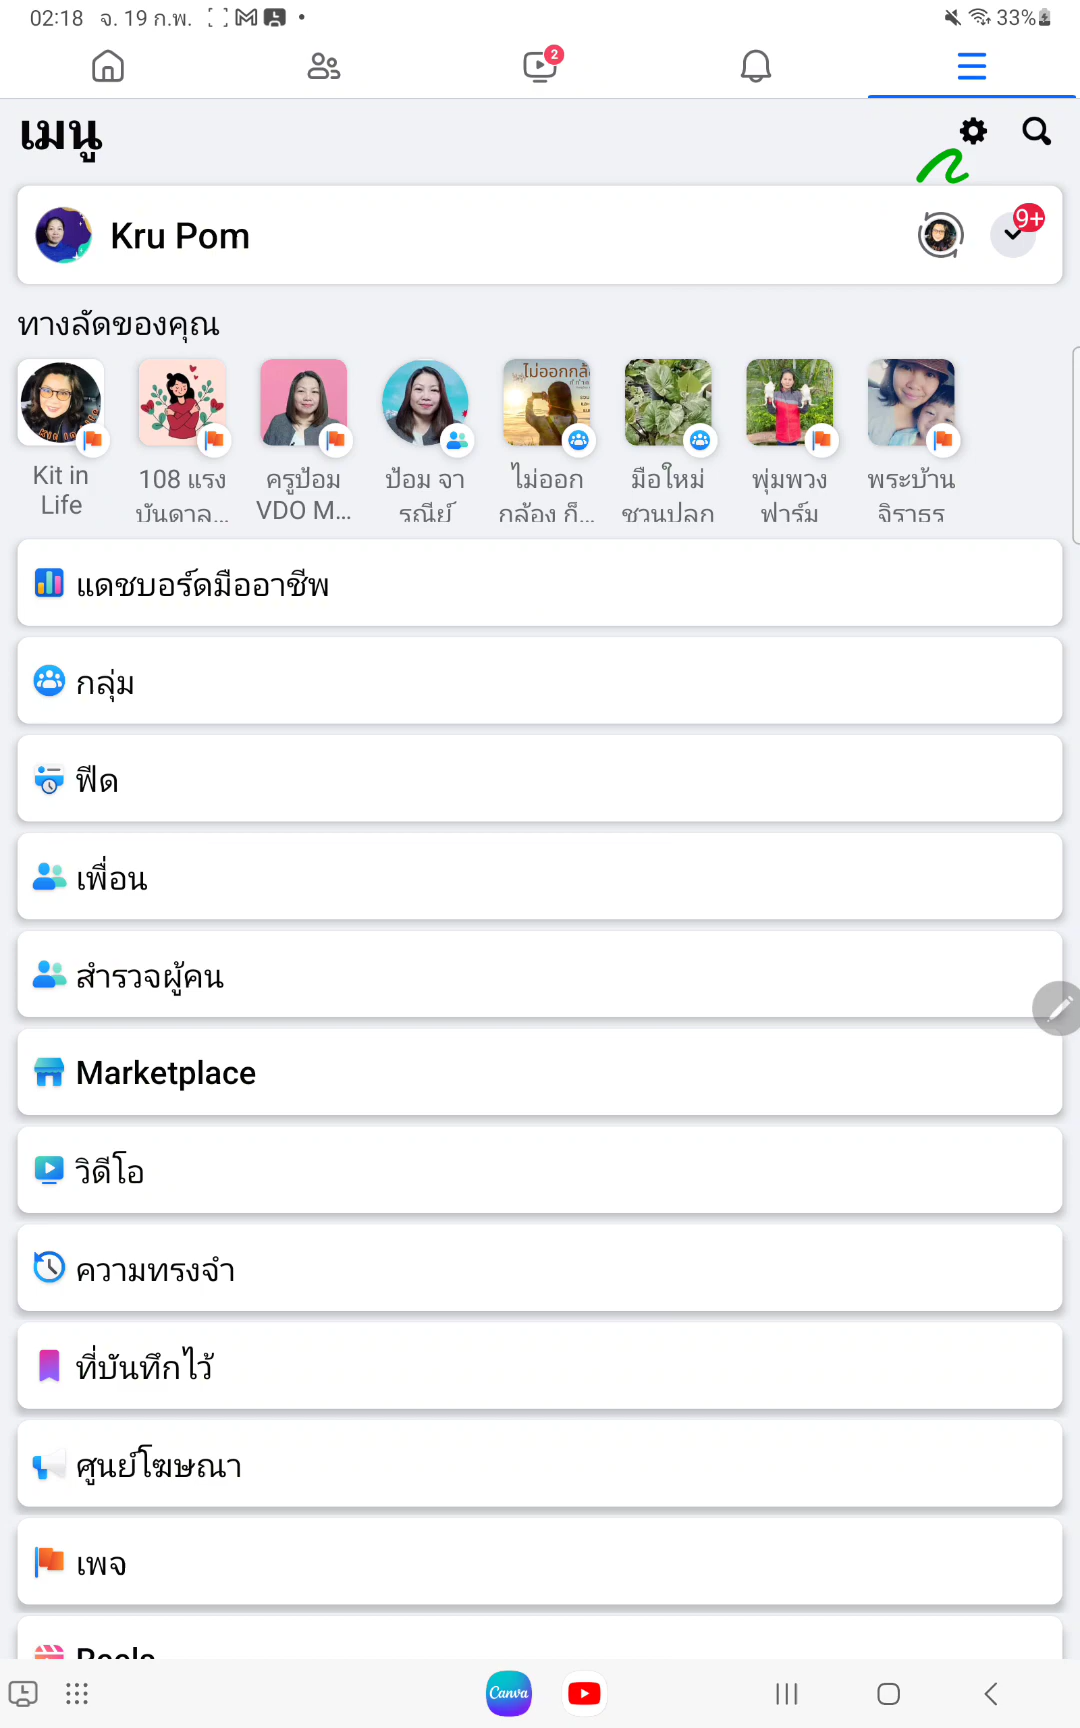 02:18 จ. 19 ก.พ. 33%
2
เมนู
Kru Pom
9+
ทางลัดของคุณ
Kit in Life
108 แรงบันดาล...
ครูป้อม VDO M...
ป้อม จารุณีย์
ไม่ออกกล้อง ก็...
มือใหม่ชวนปลูก
พุ่มพวงฟาร์ม
พระบ้านจิราธร
แดชบอร์ดมืออาชีพ
กลุ่ม
ฟีด
เพื่อน
สำรวจผู้คน
Marketplace
วิดีโอ
ความทรงจำ
ที่บันทึกไว้
ศูนย์โฆษณา
เพจ
Reels
Canva